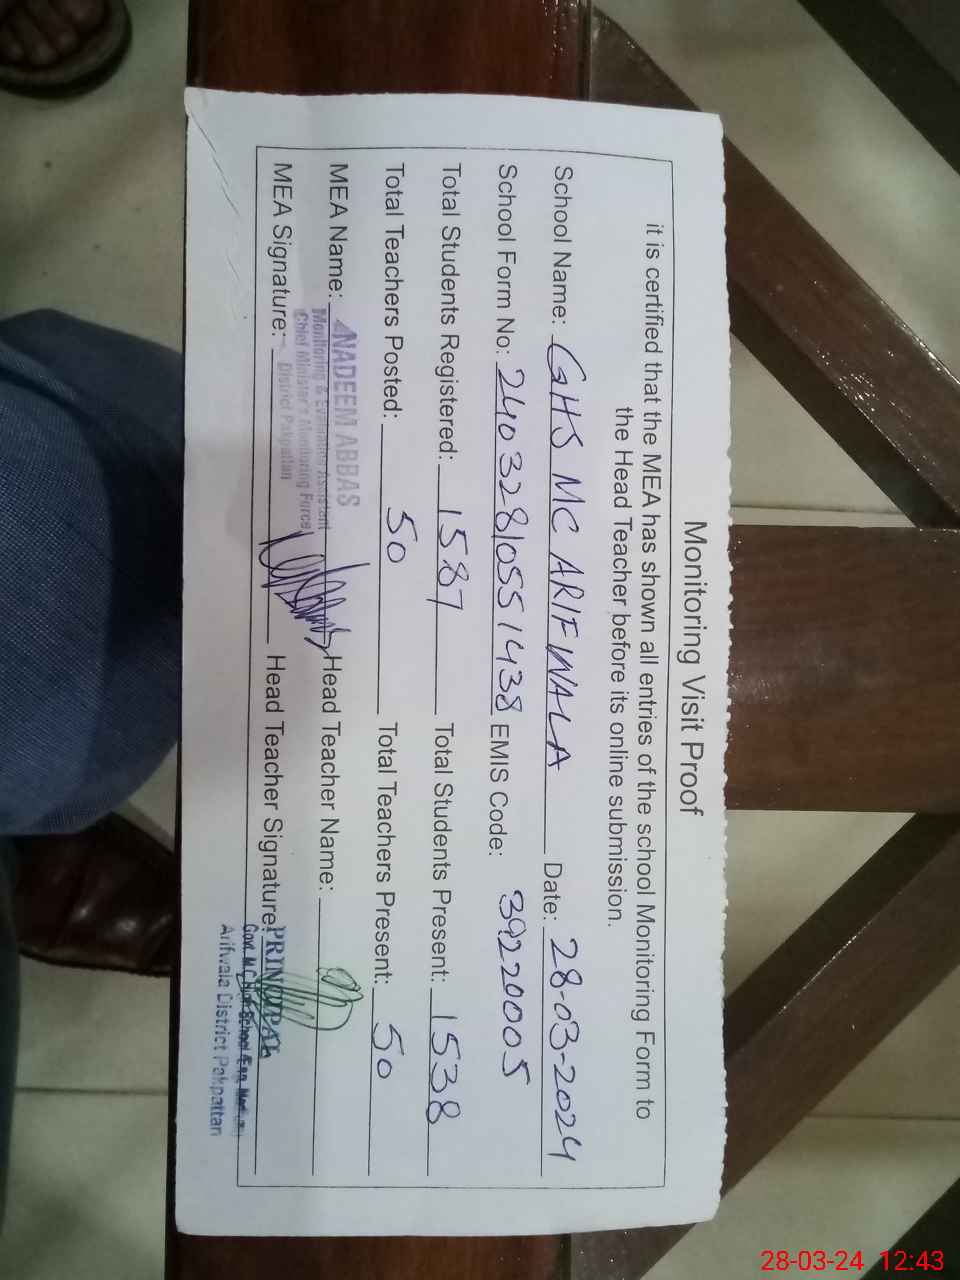 Monitoring Visit Proof
it is certified that the MEA has shown all entries of the school Monitoring Form to
the Head Teacher before its online submission.
School Name: GHS MC ARIFWALA Date: 28-03-2024
School Form No: 24032810551438 EMIS Code: 39220005
Total Students Registered: 1587 Total Students Present: 1538
Total Teachers Posted: 50 Total Teachers Present: 50
MEA Name: NADEEM ABBAS Head Teacher Name:
Monitoring & Evaluation Assistant
Chief Minister's Monitoring Force
District Pakpattan
MEA Signature: Head Teacher Signature: PRINCIPAL
Govt M.C High School
Arifwala District Pakpattan
28-03-24 12:43